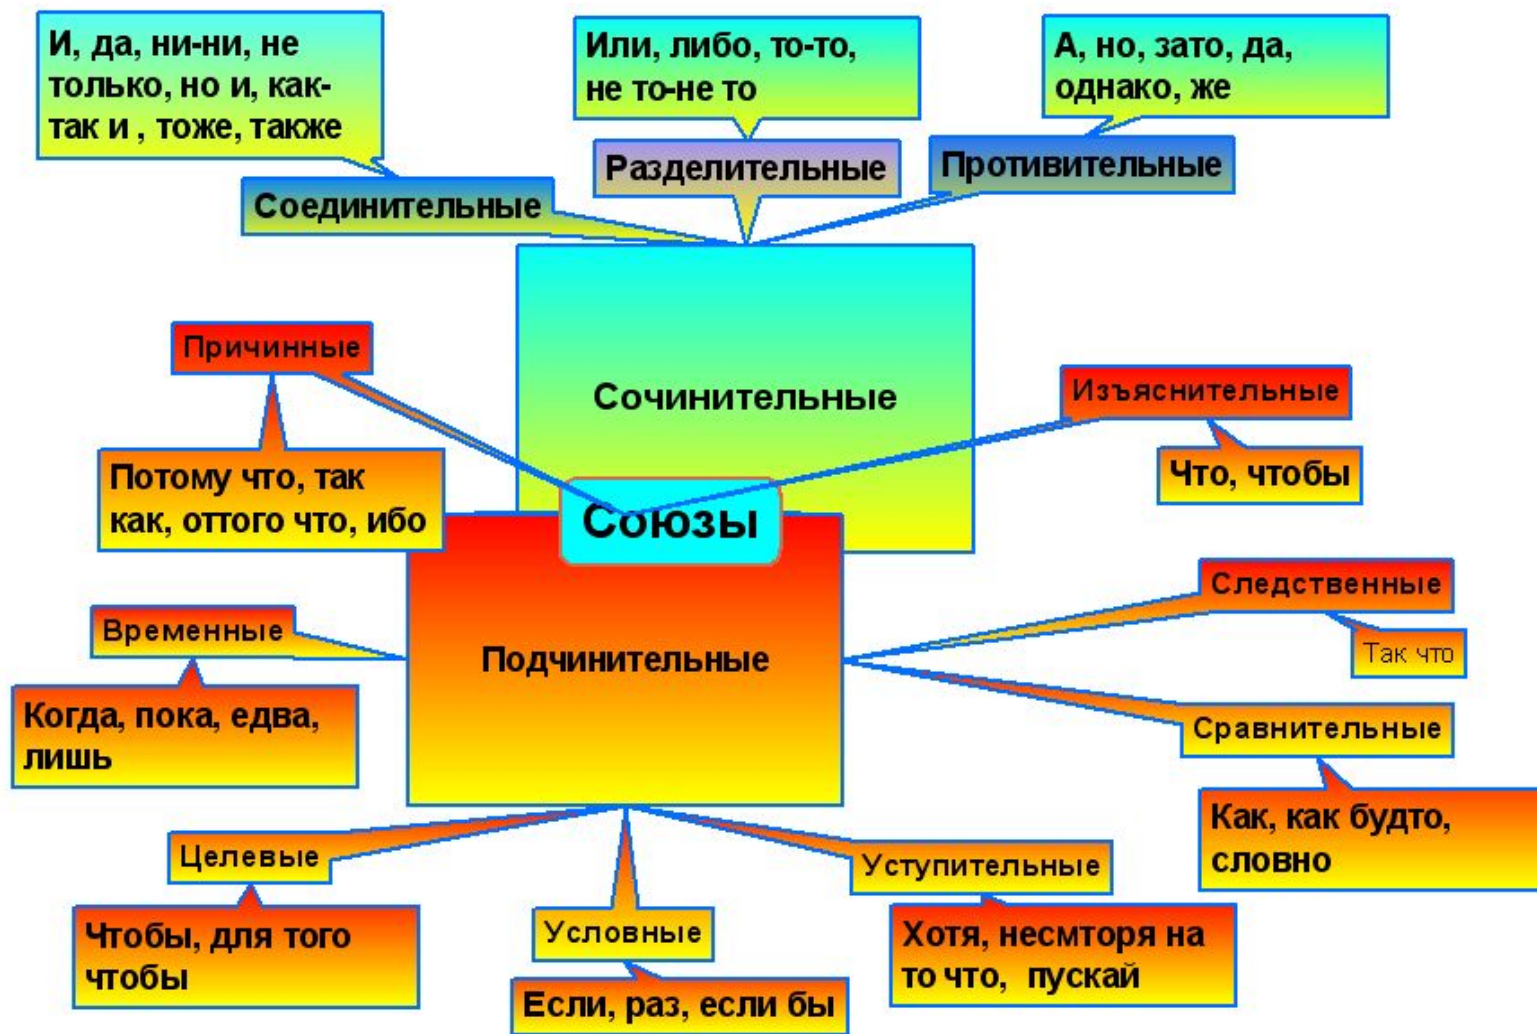 И, да, ни-ни, не
только, но и, как-
так и , тоже, также
Или, либо, то-то,
не то-не то
А, но, зато, да,
однако, же
Соединительные
Разделительные
Противительные
Сочинительные
Причинные
Потому что, так
как, оттого что, ибо
Изъяснительные
Что, чтобы
Союзы
Подчинительные
Временные
Когда, пока, едва,
лишь
Следственные
Так что
Сравнительные
Как, как будто,
словно
Целевые
Чтобы, для того
чтобы
Условные
Если, раз, если бы
Уступительные
Хотя, несмторя на
то что,  пускай